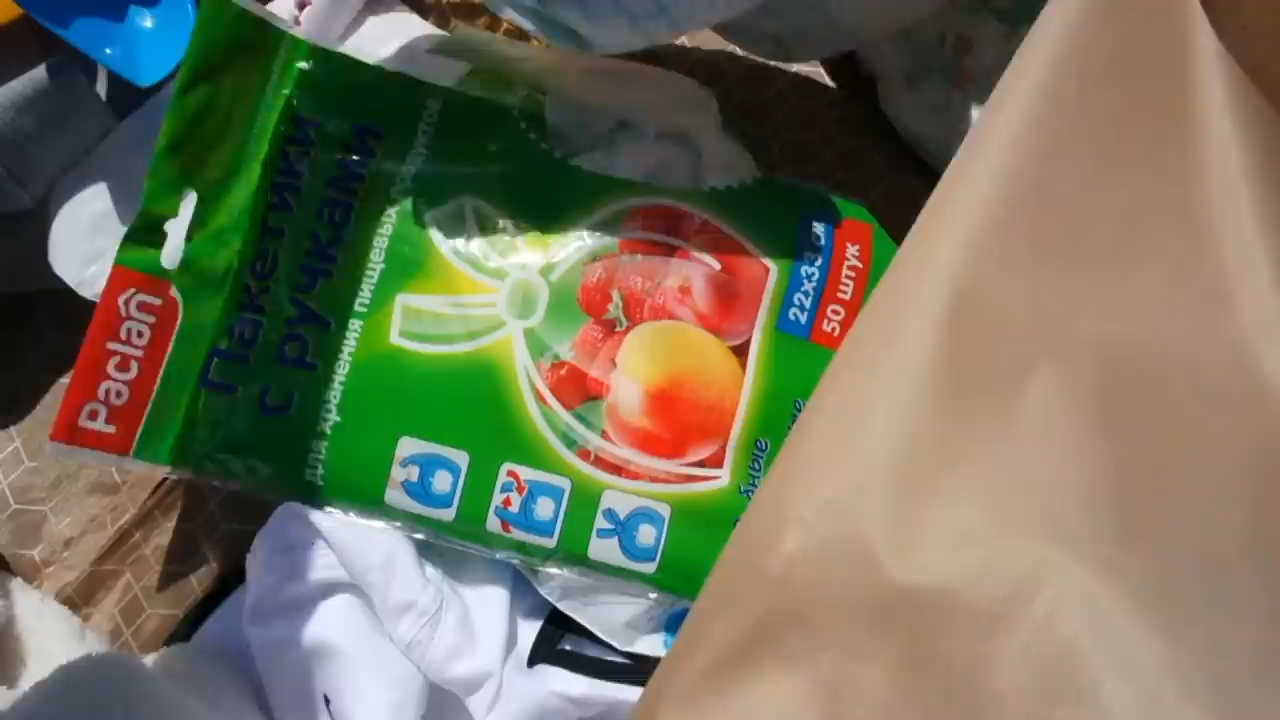 Paclan
Пакетики
с ручками
для хранения пищевых продуктов
22х33 см
50 штук